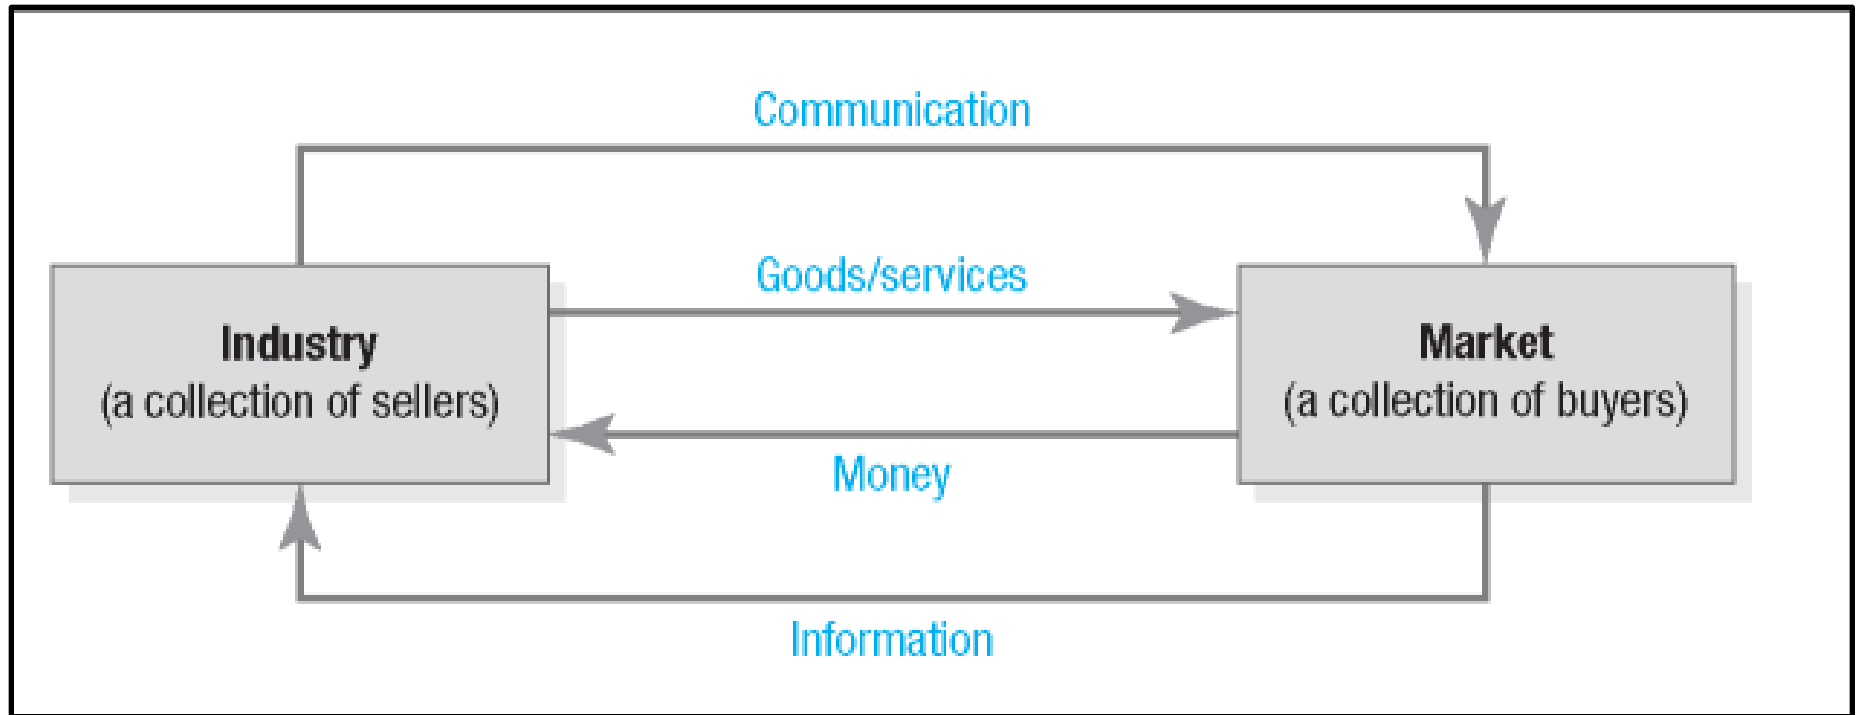 Communication
Goods/services
Industry
(a collection of sellers)
Market
(a collection of buyers)
Money
Information